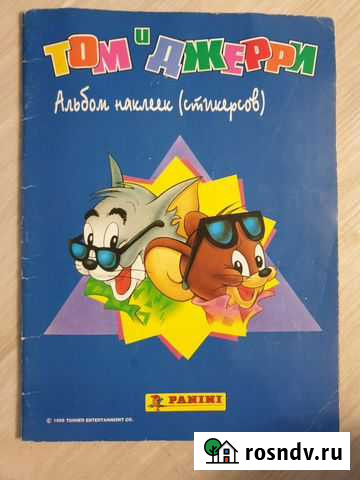 ТОМ и ДЖЕРРИ
Альбом наклеек (стикерсов)
PANINI
© 1999 TURNER ENTERTAINMENT CO.
rosndv.ru